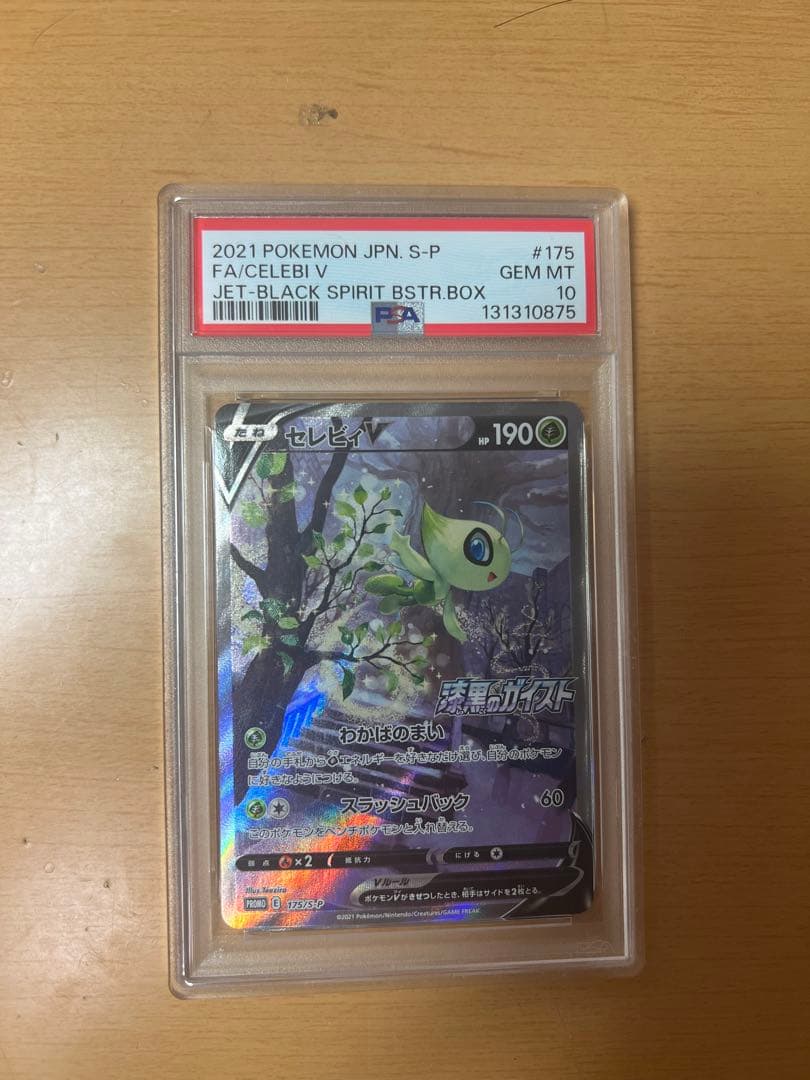 2021 POKEMON JPN. S-P #175
FA/CELEBI V GEM MT
JET-BLACK SPIRIT BSTR.BOX 10
PSA 131310875
たね セレビィV HP 190
漆黒のガイスト
わかばのまい
自分の手札からエネルギーを好きなだけ選び、自分のポケモン
に好きなようにつける。
スラッシュバック 60
このポケモンをベンチポケモンと入れ替える。
弱点 ×2 抵抗力 にげる
Vルール
ポケモンVがきぜつしたとき、相手はサイドを2枚とる。
Illus.Tenziro
PROMO E 175/S-P ©2021 Pokémon/Nintendo/Creatures/GAME FREAK